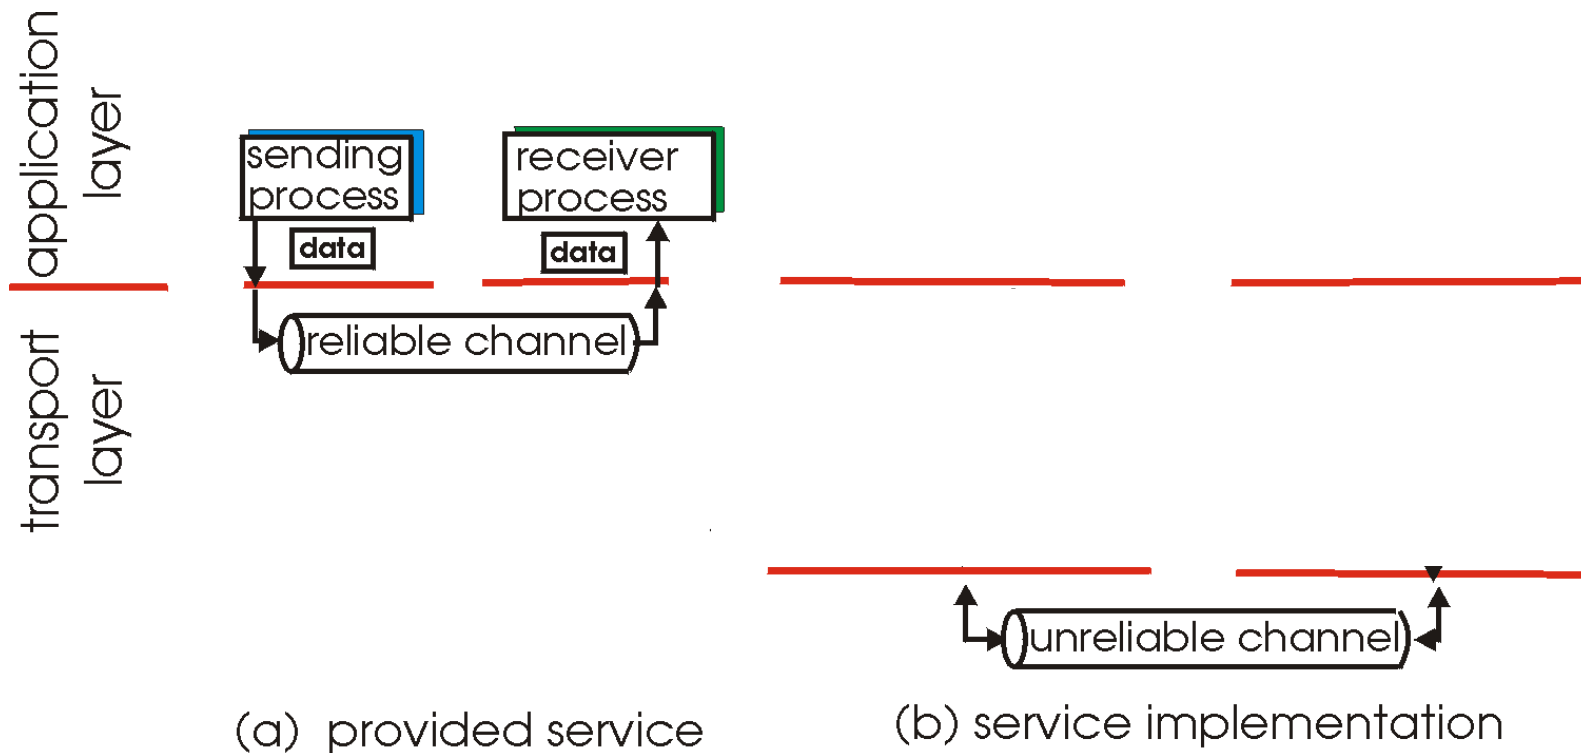 application
layer
transport
layer
sending
process
receiver
process
data
data
reliable channel
unreliable channel
(a) provided service
(b) service implementation